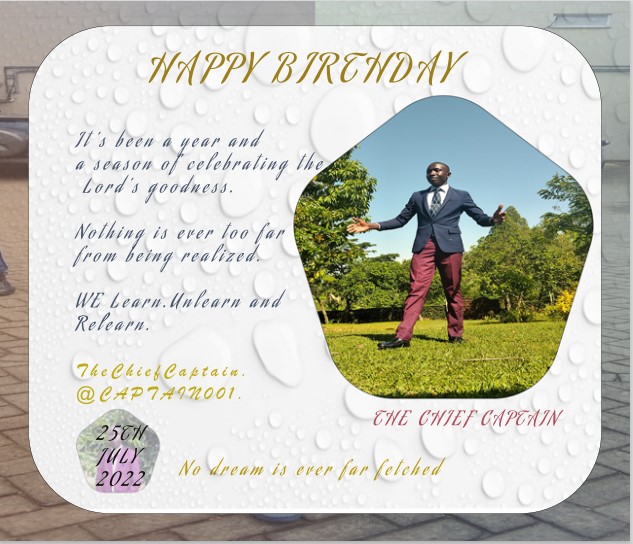 HAPPY BIRTHDAY
It's been a year and
a season of celebrating the
Lord's goodness.
Nothing is ever too far
from being realized.
WE Learn.Unlearn and
Relearn.
TheChiefCaptain.
@CAPTAIN001.
THE CHIEF CAPTAIN
25TH
JULY
2022
No dream is ever far fetched